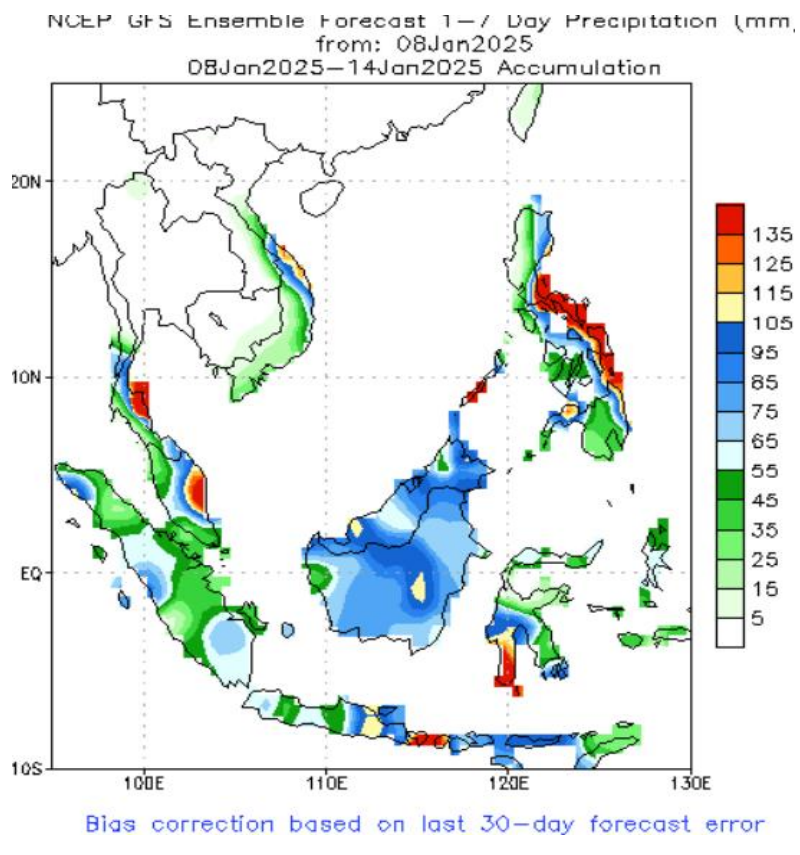 NCEP GFS Ensemble Forecast 1-7 Day Precipitation (mm)
from: 08Jan2025
08Jan2025-14Jan2025 Accumulation
20N
10N
EQ
10S
100E
110E
120E
130E
135
125
115
105
95
85
75
65
55
45
35
25
15
5
Bias correction based on last 30-day forecast error